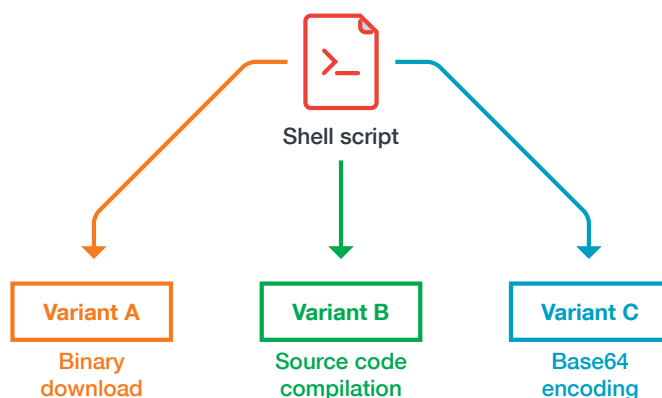 Shell script
Variant A
Variant B
Variant C
Binary
download
Source code
compilation
Base64
encoding